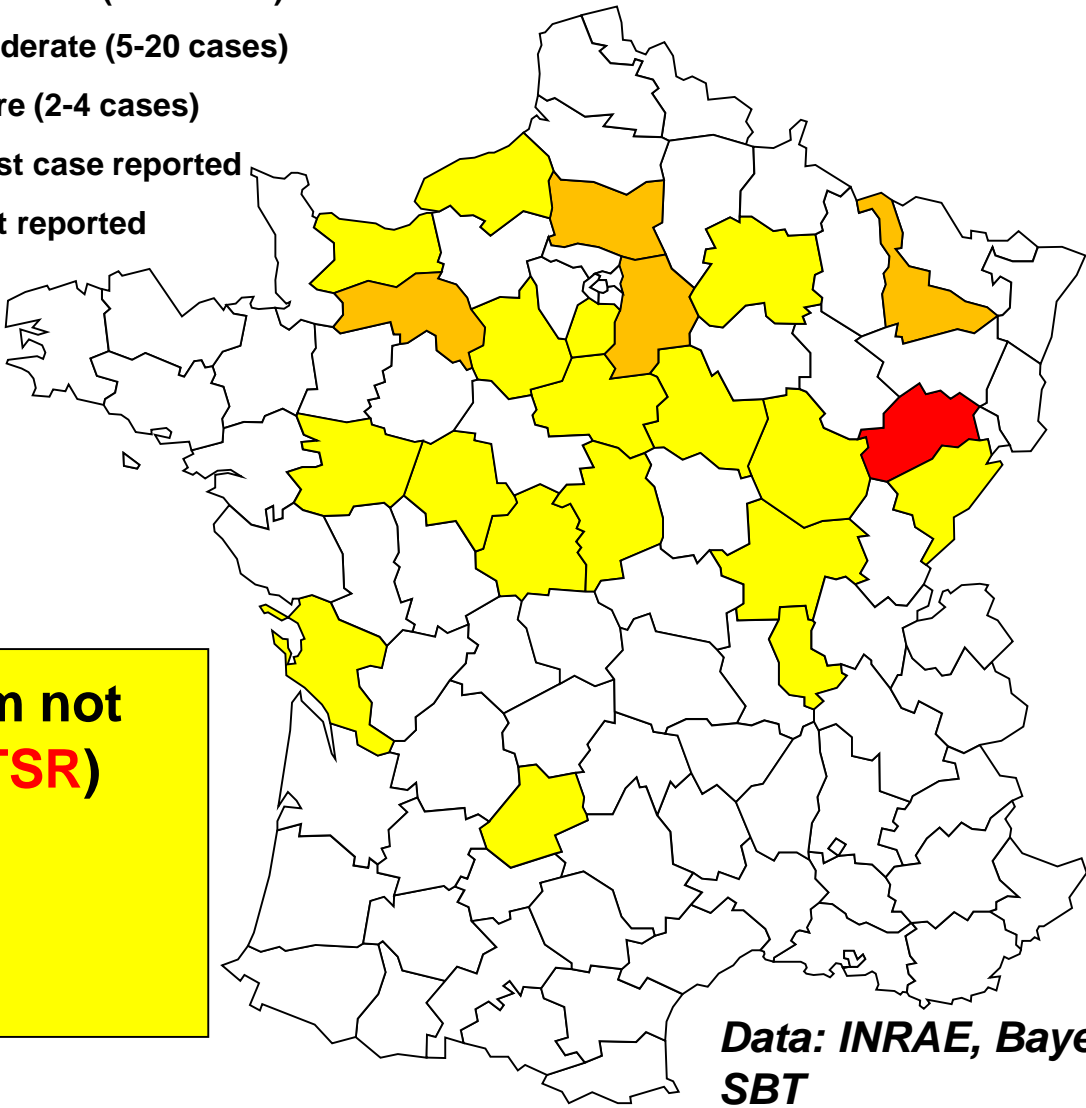 derate (5-20 cases)
re (2-4 cases)
st case reported
t reported
m not
TSR)
Data: INRAE, Baye
SBT